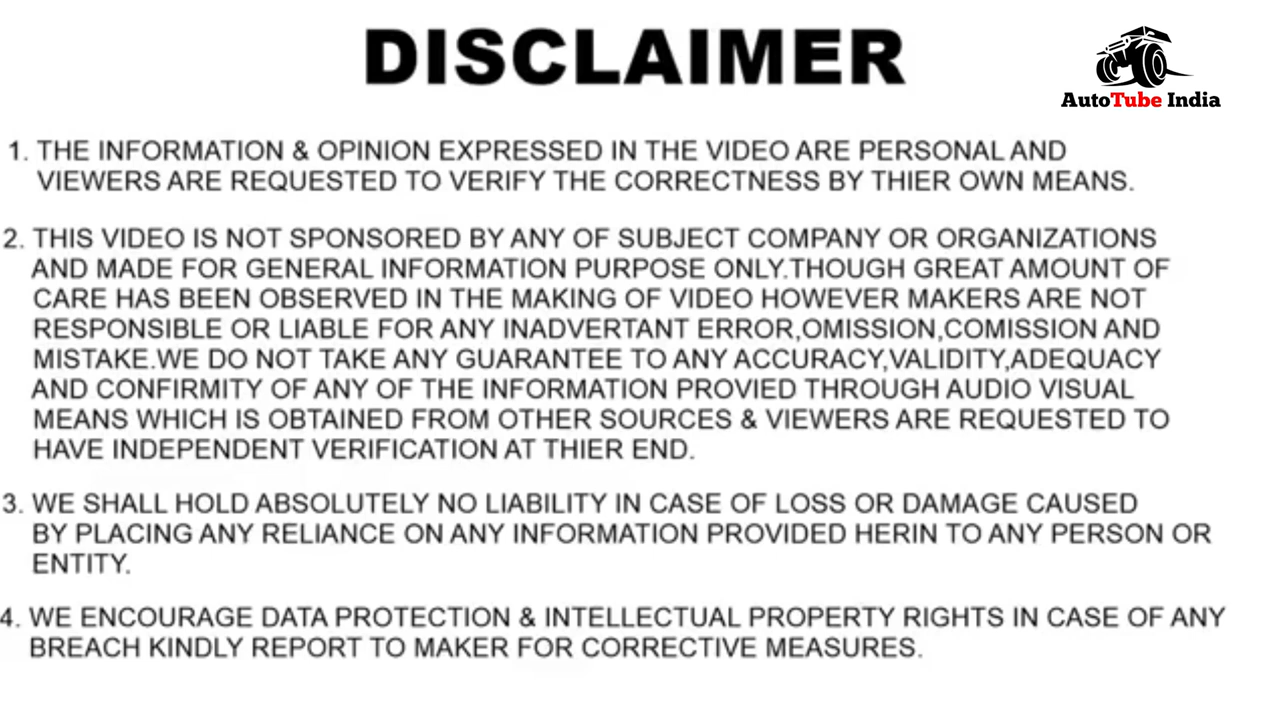 DISCLAIMER
AutoTube India
1. THE INFORMATION & OPINION EXPRESSED IN THE VIDEO ARE PERSONAL AND
VIEWERS ARE REQUESTED TO VERIFY THE CORRECTNESS BY THIER OWN MEANS.
2. THIS VIDEO IS NOT SPONSORED BY ANY OF SUBJECT COMPANY OR ORGANIZATIONS
AND MADE FOR GENERAL INFORMATION PURPOSE ONLY.THOUGH GREAT AMOUNT OF
CARE HAS BEEN OBSERVED IN THE MAKING OF VIDEO HOWEVER MAKERS ARE NOT
RESPONSIBLE OR LIABLE FOR ANY INADVERTANT ERROR,OMISSION,COMISSION AND
MISTAKE.WE DO NOT TAKE ANY GUARANTEE TO ANY ACCURACY,VALIDITY,ADEQUACY
AND CONFIRMITY OF ANY OF THE INFORMATION PROVIED THROUGH AUDIO VISUAL
MEANS WHICH IS OBTAINED FROM OTHER SOURCES & VIEWERS ARE REQUESTED TO
HAVE INDEPENDENT VERIFICATION AT THIER END.
3. WE SHALL HOLD ABSOLUTELY NO LIABILITY IN CASE OF LOSS OR DAMAGE CAUSED
BY PLACING ANY RELIANCE ON ANY INFORMATION PROVIDED HERIN TO ANY PERSON OR
ENTITY.
4. WE ENCOURAGE DATA PROTECTION & INTELLECTUAL PROPERTY RIGHTS IN CASE OF ANY
BREACH KINDLY REPORT TO MAKER FOR CORRECTIVE MEASURES.